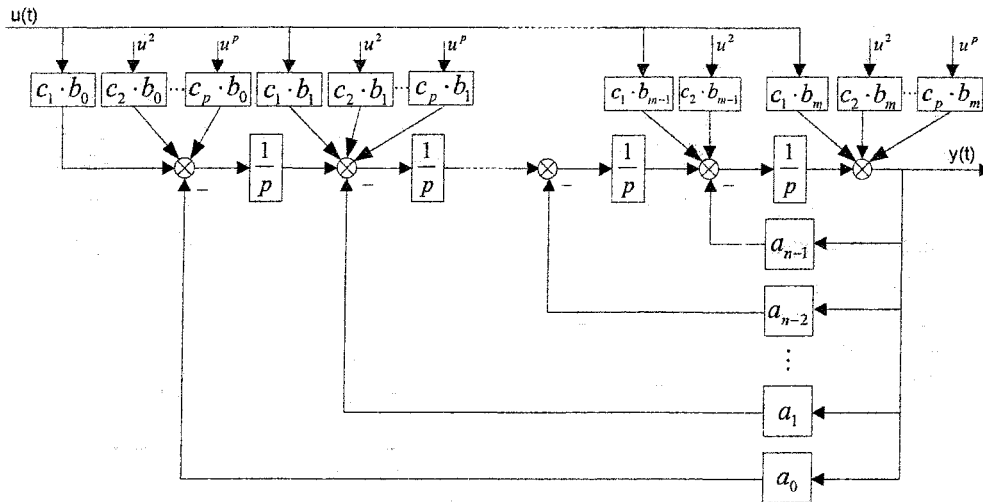 u(t)
u² u^p u² u^p u² u² u^p
c₁·b₀ c₂·b₀ ... c_p·b₀ c₁·b₁ c₂·b₁ ... c_p·b₁ c₁·b_{m-1} c₂·b_{m-1} c₁·b_m c₂·b_m ... c_p·b_m
1/p 1/p 1/p 1/p y(t)
− − − −
a_{n-1}
a_{n-2}
⋮
a₁
a₀